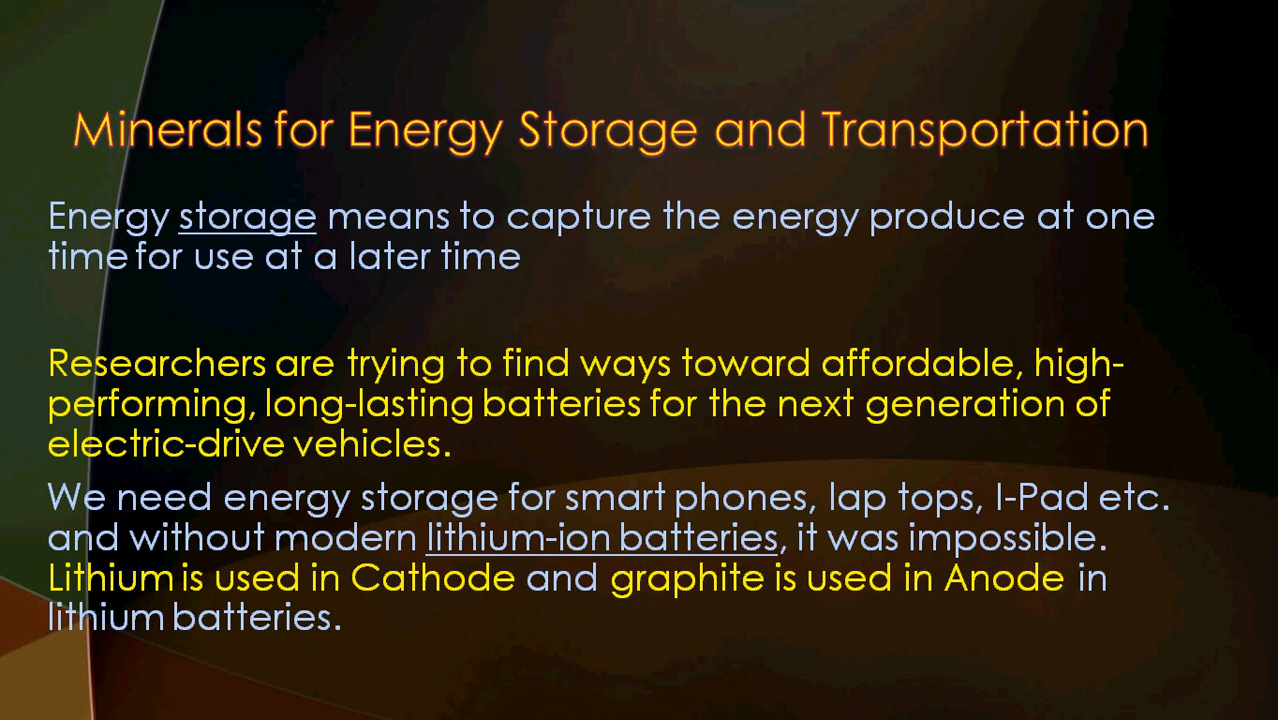 Minerals for Energy Storage and Transportation
Energy storage means to capture the energy produce at one
time for use at a later time
Researchers are trying to find ways toward affordable, high-
performing, long-lasting batteries for the next generation of
electric-drive vehicles.
We need energy storage for smart phones, lap tops, I-Pad etc.
and without modern lithium-ion batteries, it was impossible.
Lithium is used in Cathode and graphite is used in Anode in
lithium batteries.